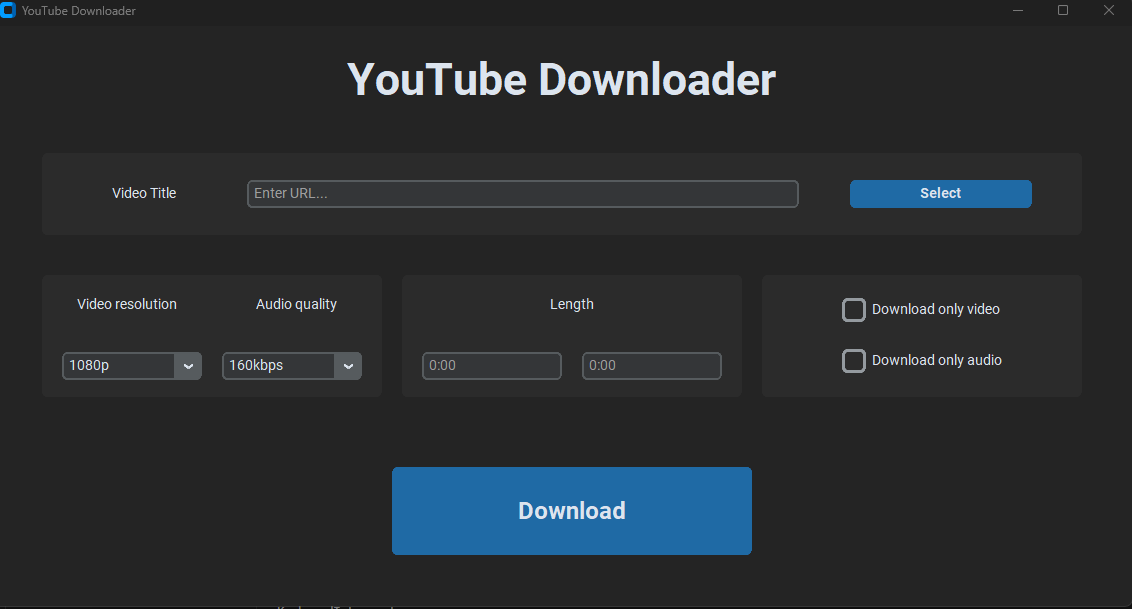 YouTube Downloader
YouTube Downloader
Video Title
Enter URL...
Select
Video resolution
Audio quality
Length
Download only video
1080p
160kbps
0:00
0:00
Download only audio
Download